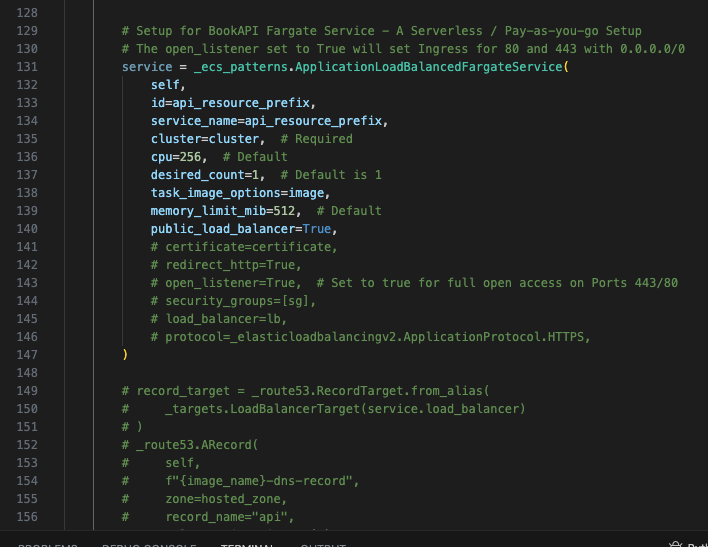 128
129 # Setup for BookAPI Fargate Service - A Serverless / Pay-as-you-go Setup
130 # The open_listener set to True will set Ingress for 80 and 443 with 0.0.0.0/0
131 service = _ecs_patterns.ApplicationLoadBalancedFargateService(
132 self,
133 id=api_resource_prefix,
134 service_name=api_resource_prefix,
135 cluster=cluster,  # Required
136 cpu=256,  # Default
137 desired_count=1,  # Default is 1
138 task_image_options=image,
139 memory_limit_mib=512,  # Default
140 public_load_balancer=True,
141 # certificate=certificate,
142 # redirect_http=True,
143 # open_listener=True,  # Set to true for full open access on Ports 443/80
144 # security_groups=[sg],
145 # load_balancer=lb,
146 # protocol=_elasticloadbalancingv2.ApplicationProtocol.HTTPS,
147 )
148
149 # record_target = _route53.RecordTarget.from_alias(
150 #     _targets.LoadBalancerTarget(service.load_balancer)
151 # )
152 # _route53.ARecord(
153 #     self,
154 #     f"{image_name}-dns-record",
155 #     zone=hosted_zone,
156 #     record_name="api",
PROBLEMS DEBUG CONSOLE TERMINAL OUTPUT